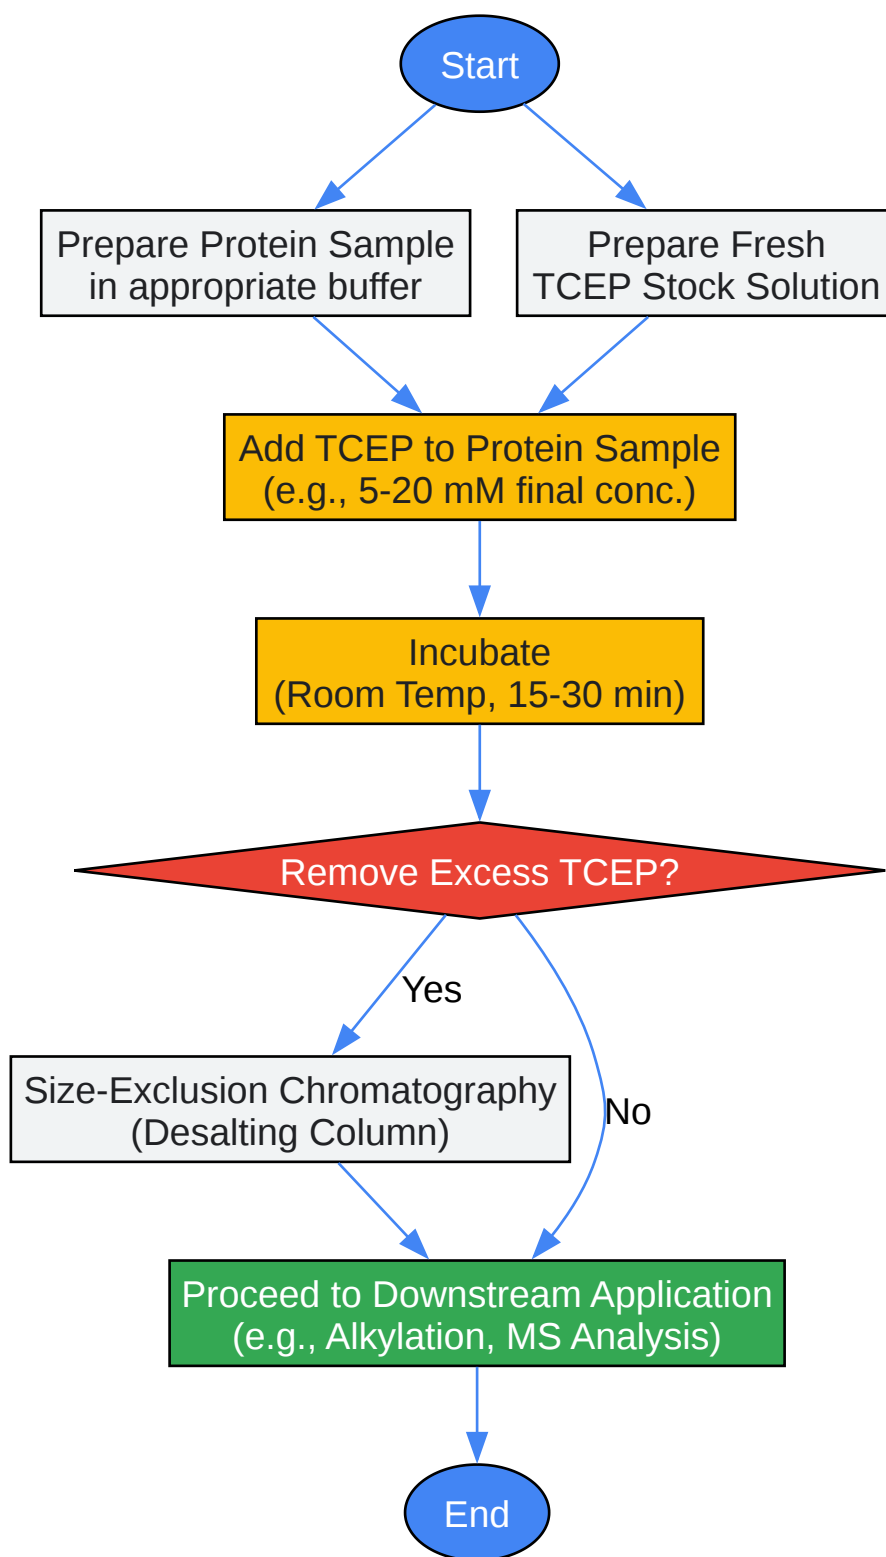 Start
Prepare Protein Sample
in appropriate buffer
Prepare Fresh
TCEP Stock Solution
Add TCEP to Protein Sample
(e.g., 5-20 mM final conc.)
Incubate
(Room Temp, 15-30 min)
Remove Excess TCEP?
Yes
Size-Exclusion Chromatography
(Desalting Column)
No
Proceed to Downstream Application
(e.g., Alkylation, MS Analysis)
End